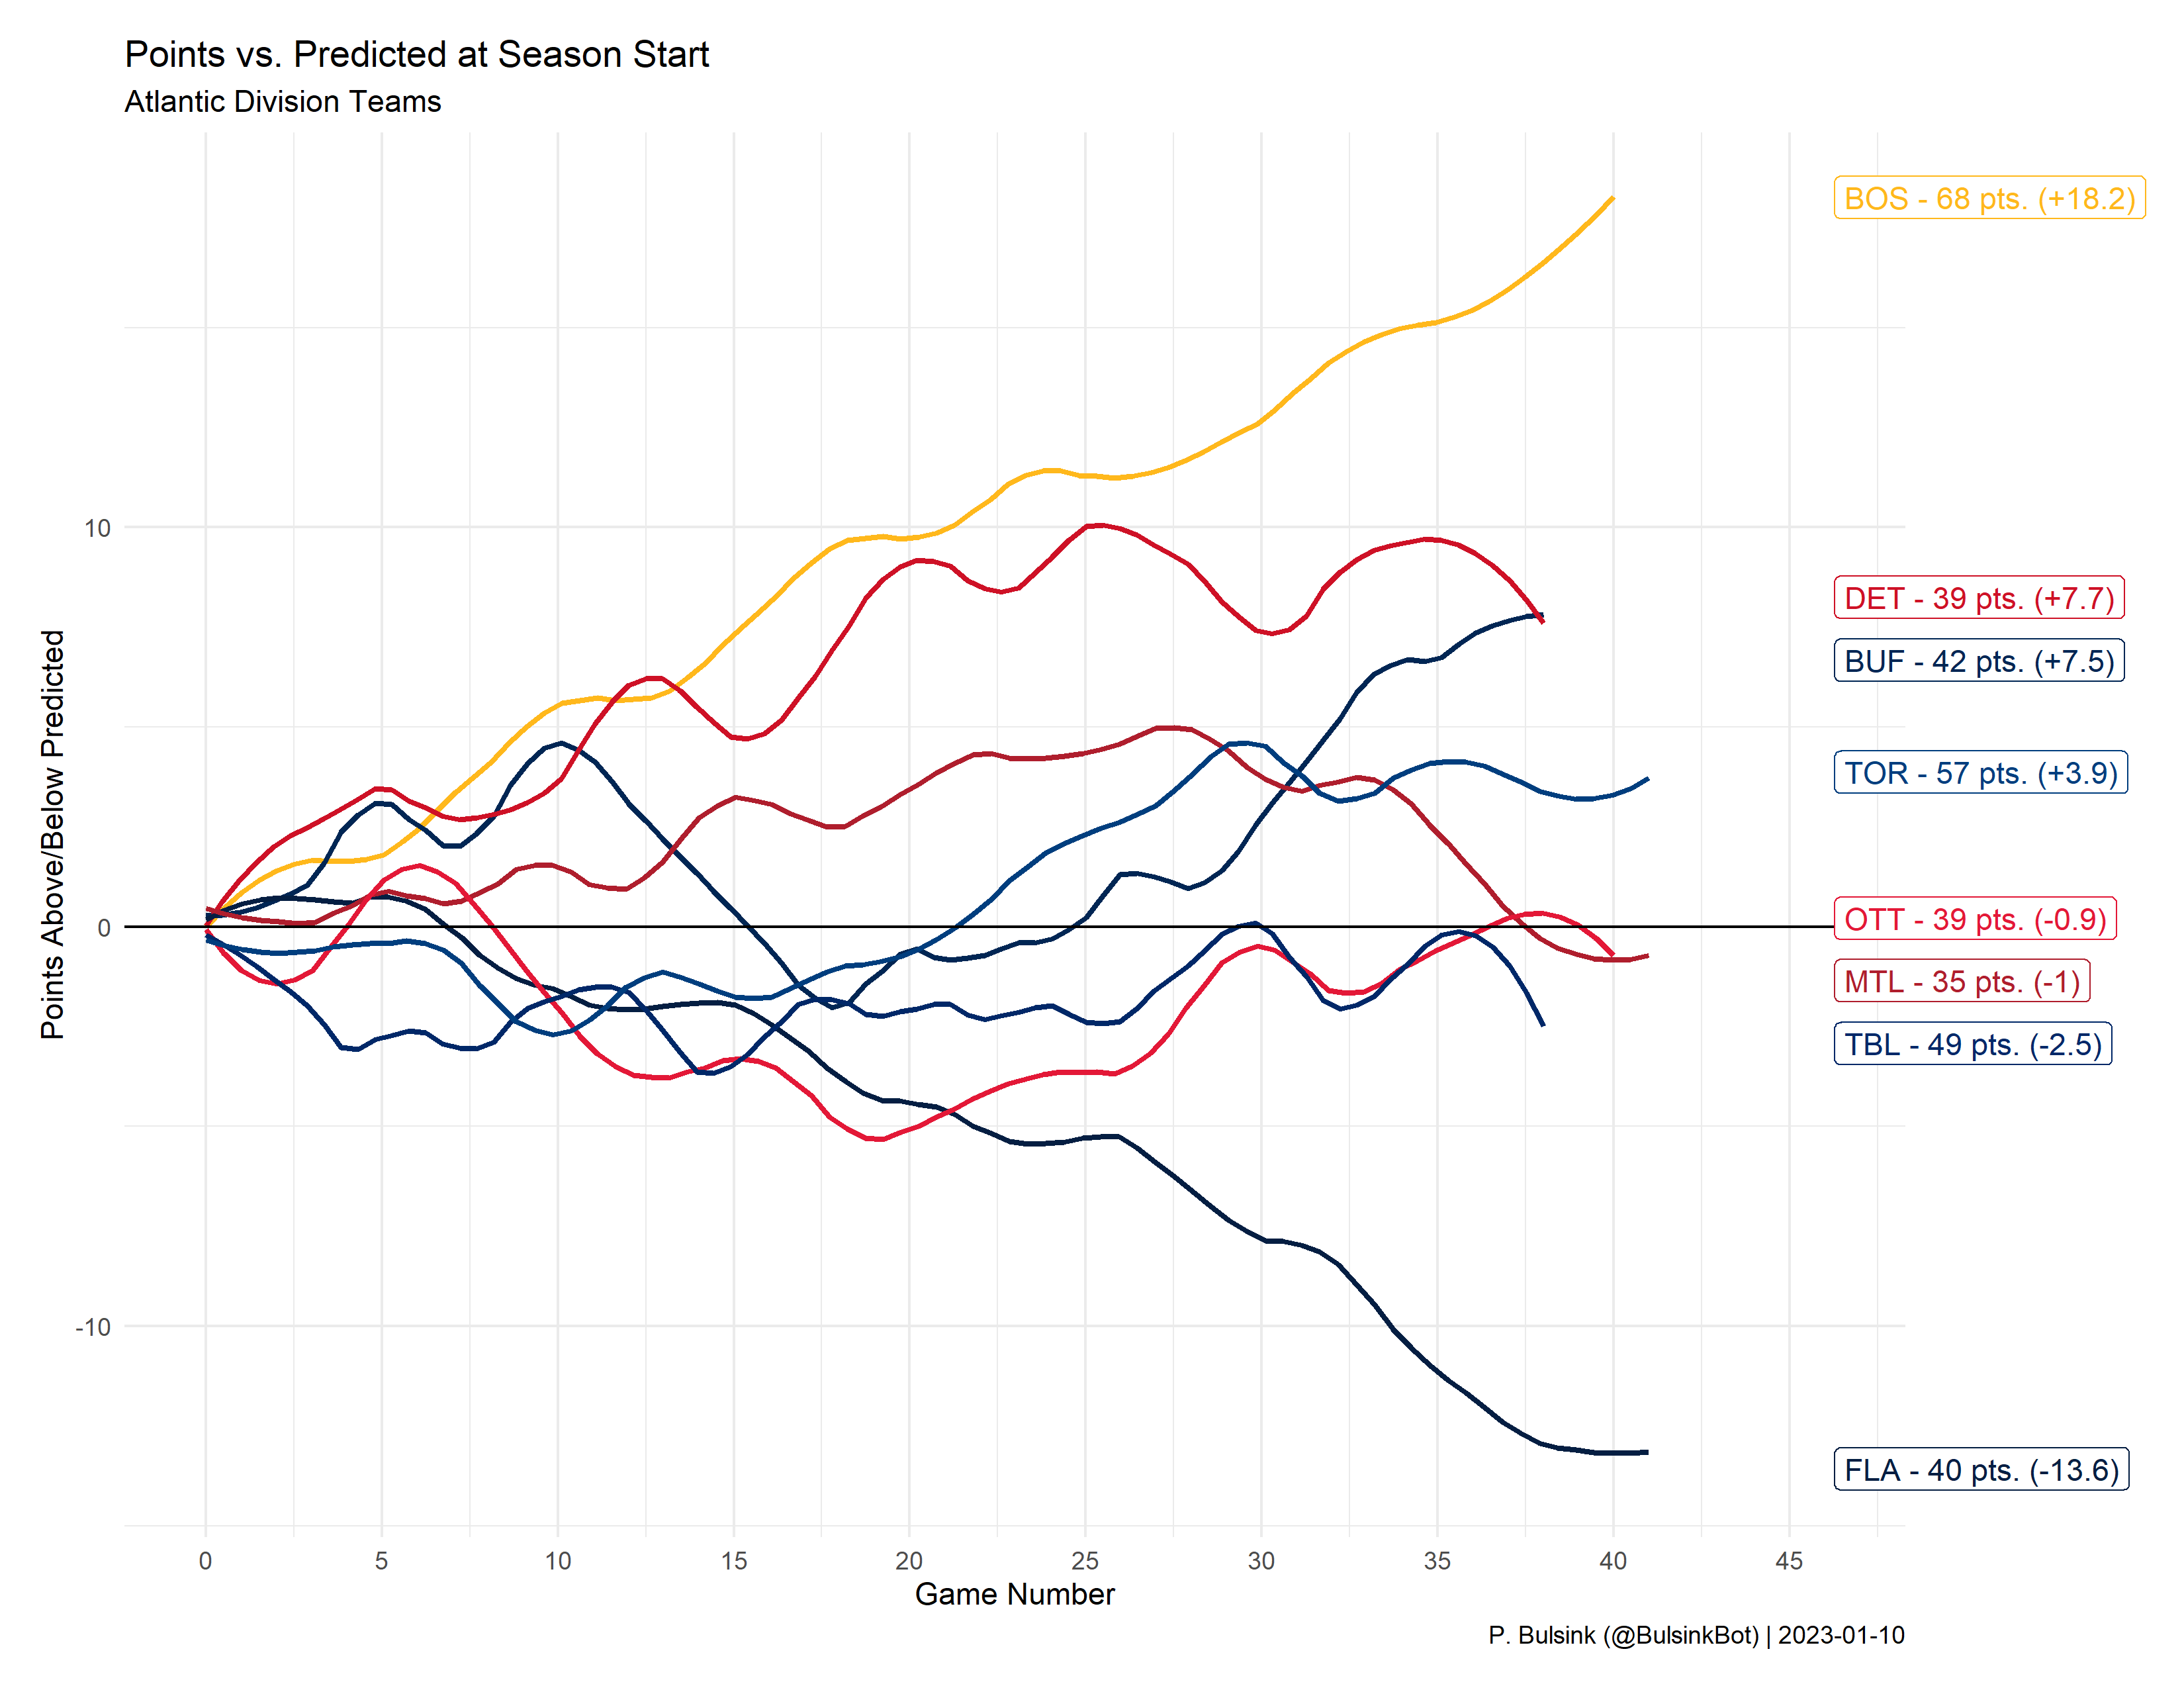 Points vs. Predicted at Season Start
Atlantic Division Teams
Points Above/Below Predicted
10
0
-10
BOS - 68 pts. (+18.2)
DET - 39 pts. (+7.7)
BUF - 42 pts. (+7.5)
TOR - 57 pts. (+3.9)
OTT - 39 pts. (-0.9)
MTL - 35 pts. (-1)
TBL - 49 pts. (-2.5)
FLA - 40 pts. (-13.6)
0 5 10 15 20 25 30 35 40 45
Game Number
P. Bulsink (@BulsinkBot) | 2023-01-10